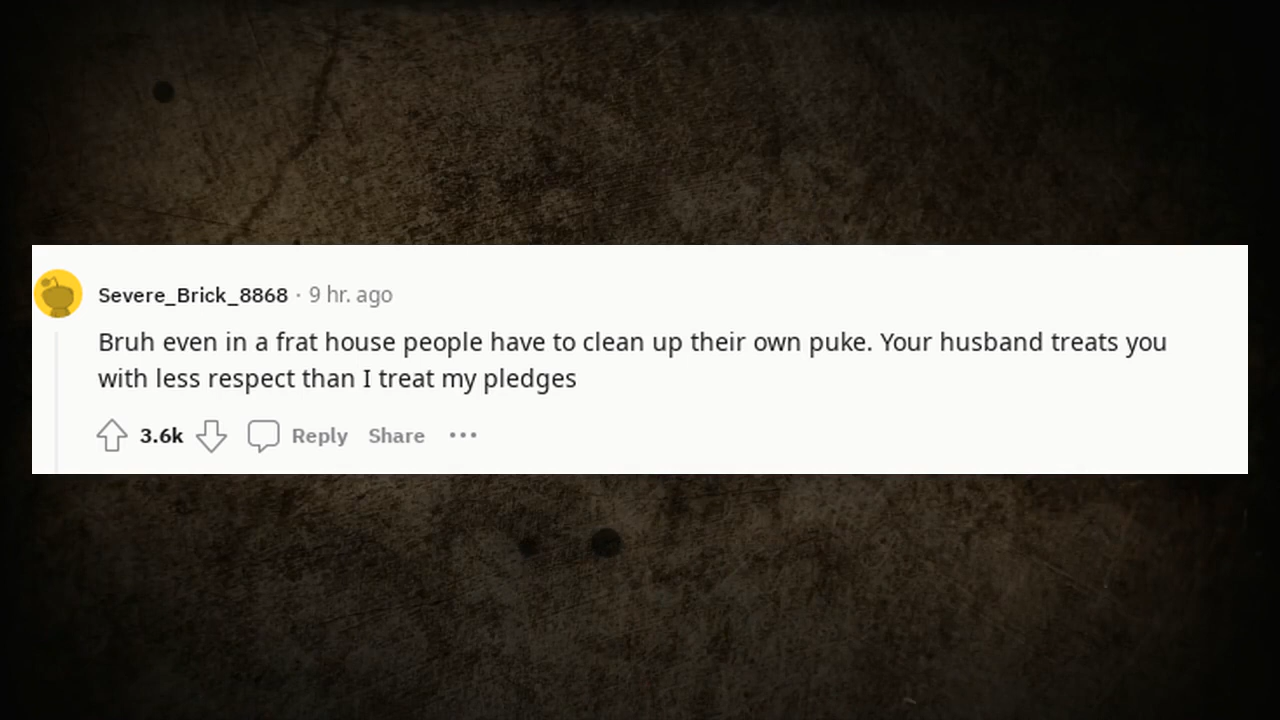 Severe_Brick_8868 · 9 hr. ago
Bruh even in a frat house people have to clean up their own puke. Your husband treats you
with less respect than I treat my pledges
3.6k Reply Share ···